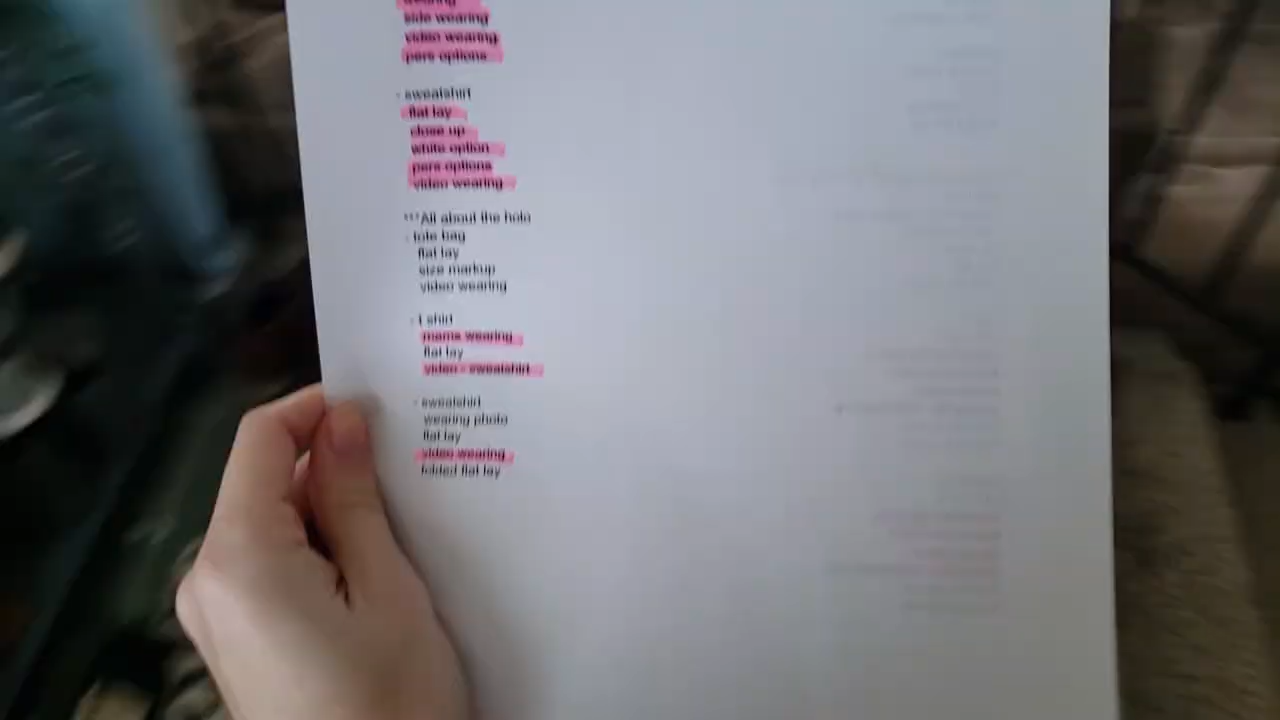 wearing
side wearing
video wearing
pers options
- sweatshirt
flat lay
close up
white option
pers options
video wearing
***All about the holo
- tote bag
flat lay
size markup
video wearing
- t shirt
mama wearing
flat lay
video - sweatshirt
- sweatshirt
wearing photo
flat lay
video wearing
folded flat lay